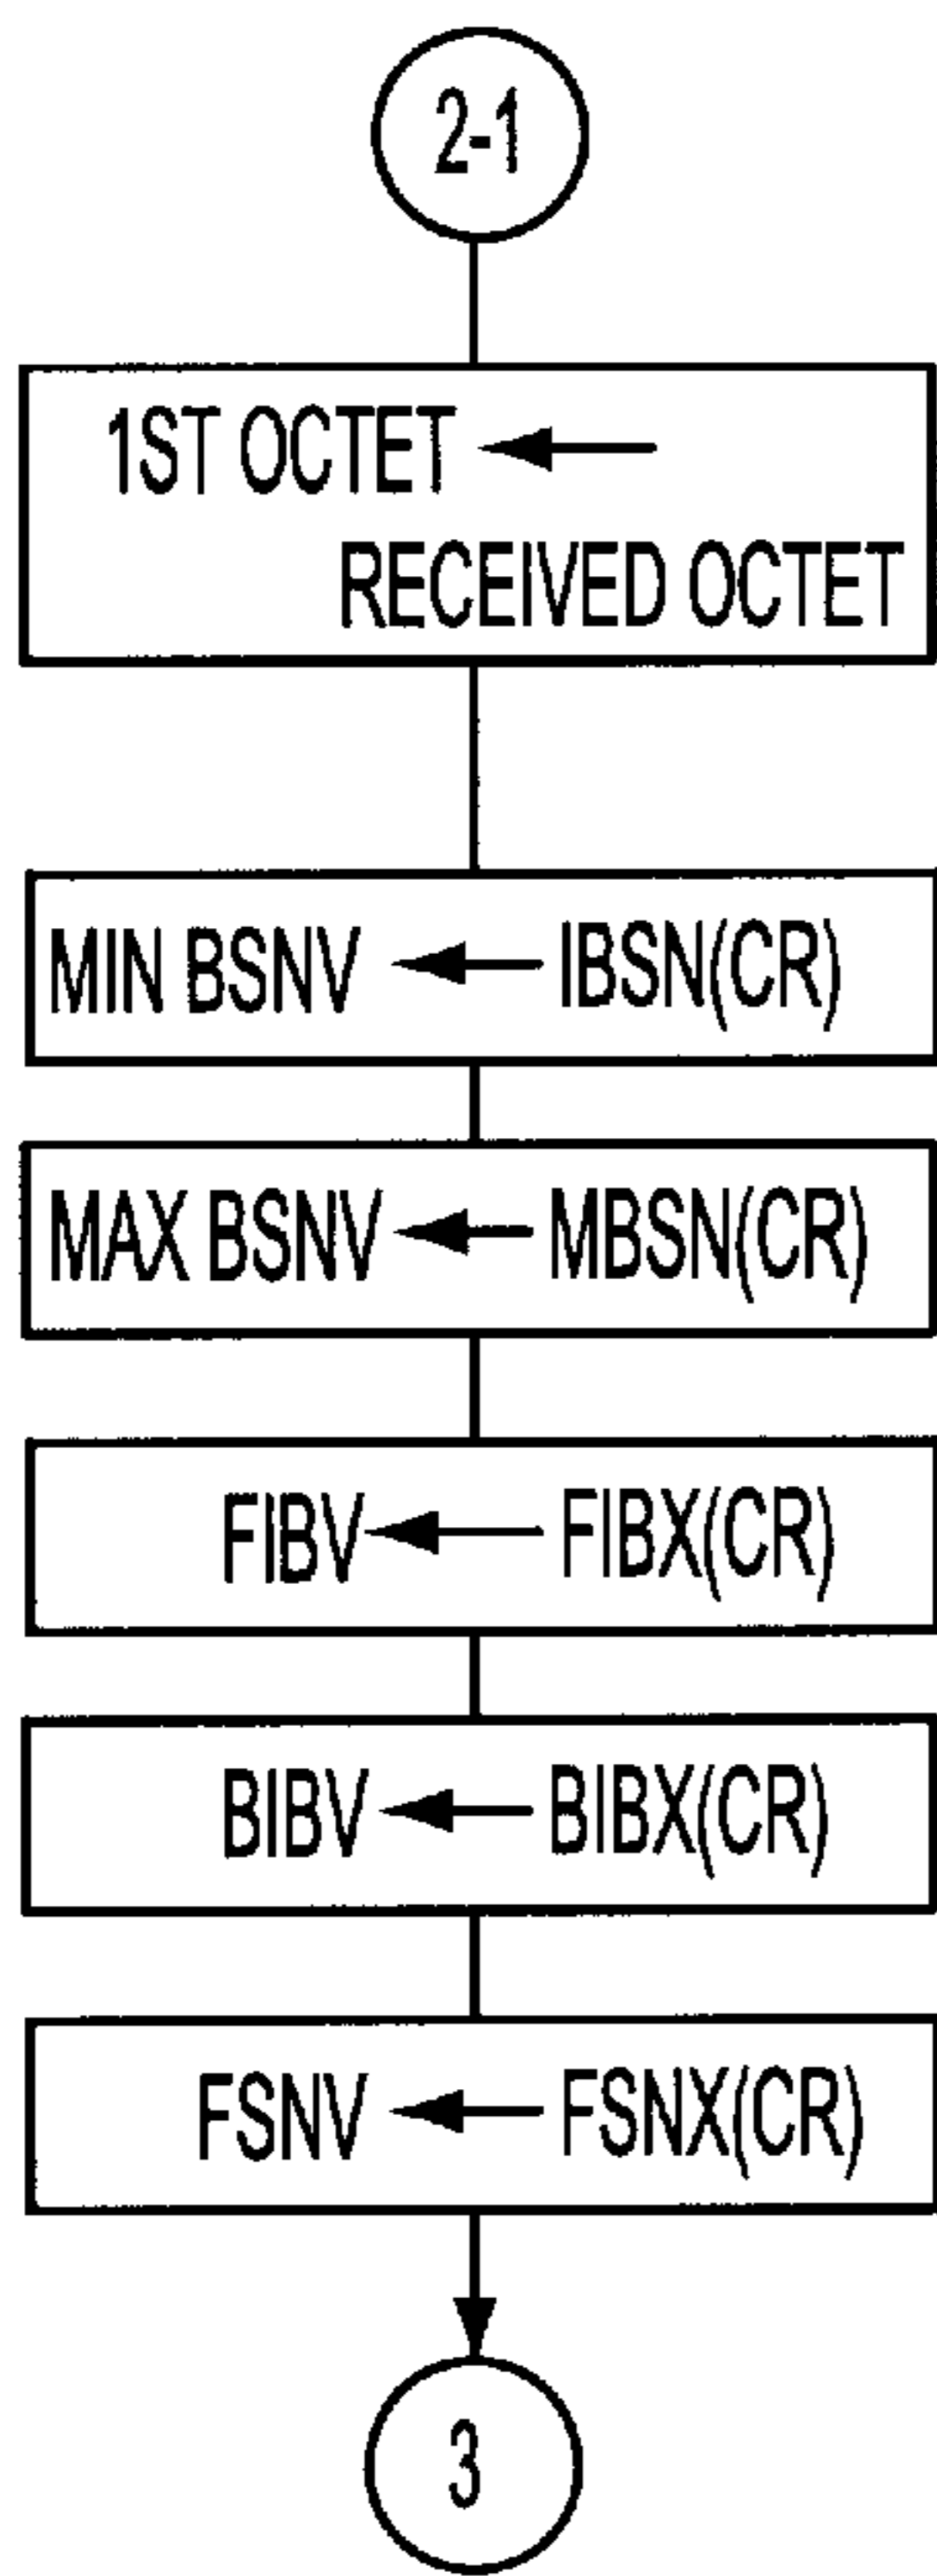 2-1
1ST OCTET ←
RECEIVED OCTET
MIN BSNV ← IBSN(CR)
MAX BSNV ← MBSN(CR)
FIBV ← FIBX(CR)
BIBV ← BIBX(CR)
FSNV ← FSNX(CR)
3